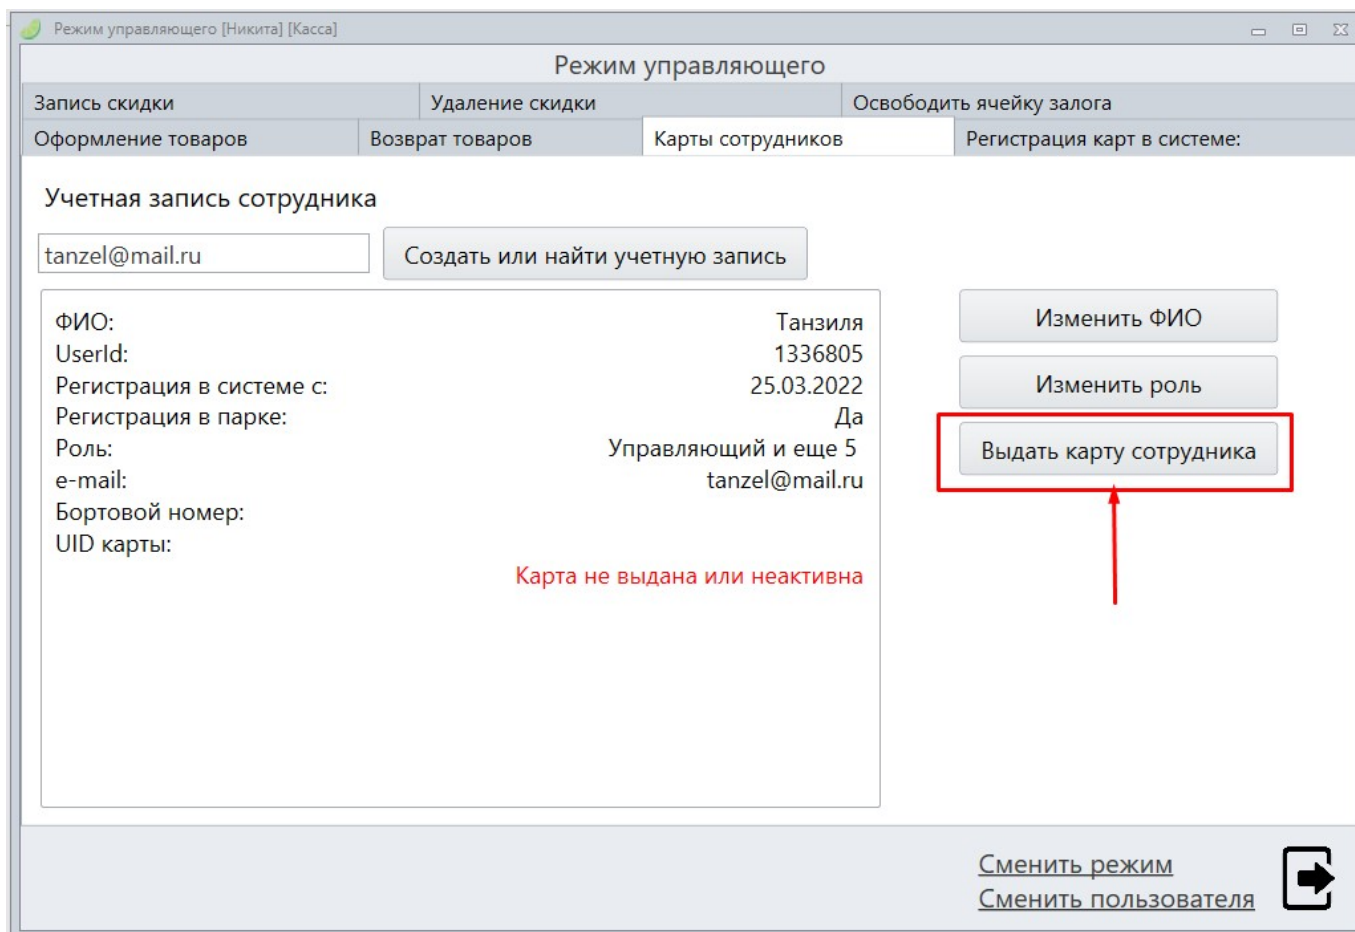 Режим управляющего [Никита] [Касса]
Режим управляющего
Запись скидки Удаление скидки Освободить ячейку залога
Оформление товаров Возврат товаров Карты сотрудников Регистрация карт в системе:
Учетная запись сотрудника
tanzel@mail.ru Создать или найти учетную запись
ФИО: Танзиля
UserId: 1336805
Регистрация в системе с: 25.03.2022
Регистрация в парке: Да
Роль: Управляющий и еще 5
e-mail: tanzel@mail.ru
Бортовой номер:
UID карты:
Карта не выдана или неактивна
Изменить ФИО
Изменить роль
Выдать карту сотрудника
Сменить режим
Сменить пользователя